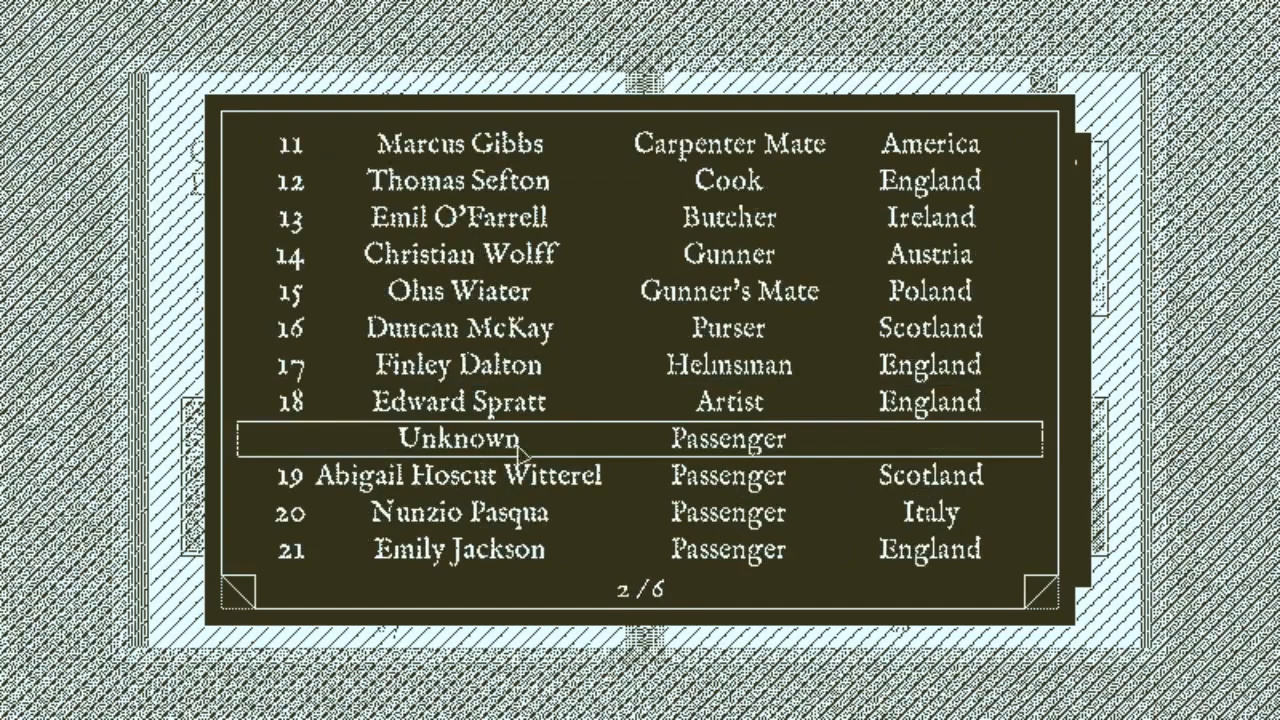 11 Marcus Gibbs Carpenter Mate America
12 Thomas Sefton Cook England
13 Emil O'Farrell Butcher Ireland
14 Christian Wolff Gunner Austria
15 Olus Wiater Gunner's Mate Poland
16 Duncan McKay Purser Scotland
17 Finley Dalton Helmsman England
18 Edward Spratt Artist England
Unknown Passenger
19 Abigail Hoscut Witterel Passenger Scotland
20 Nunzio Pasqua Passenger Italy
21 Emily Jackson Passenger England
2/6